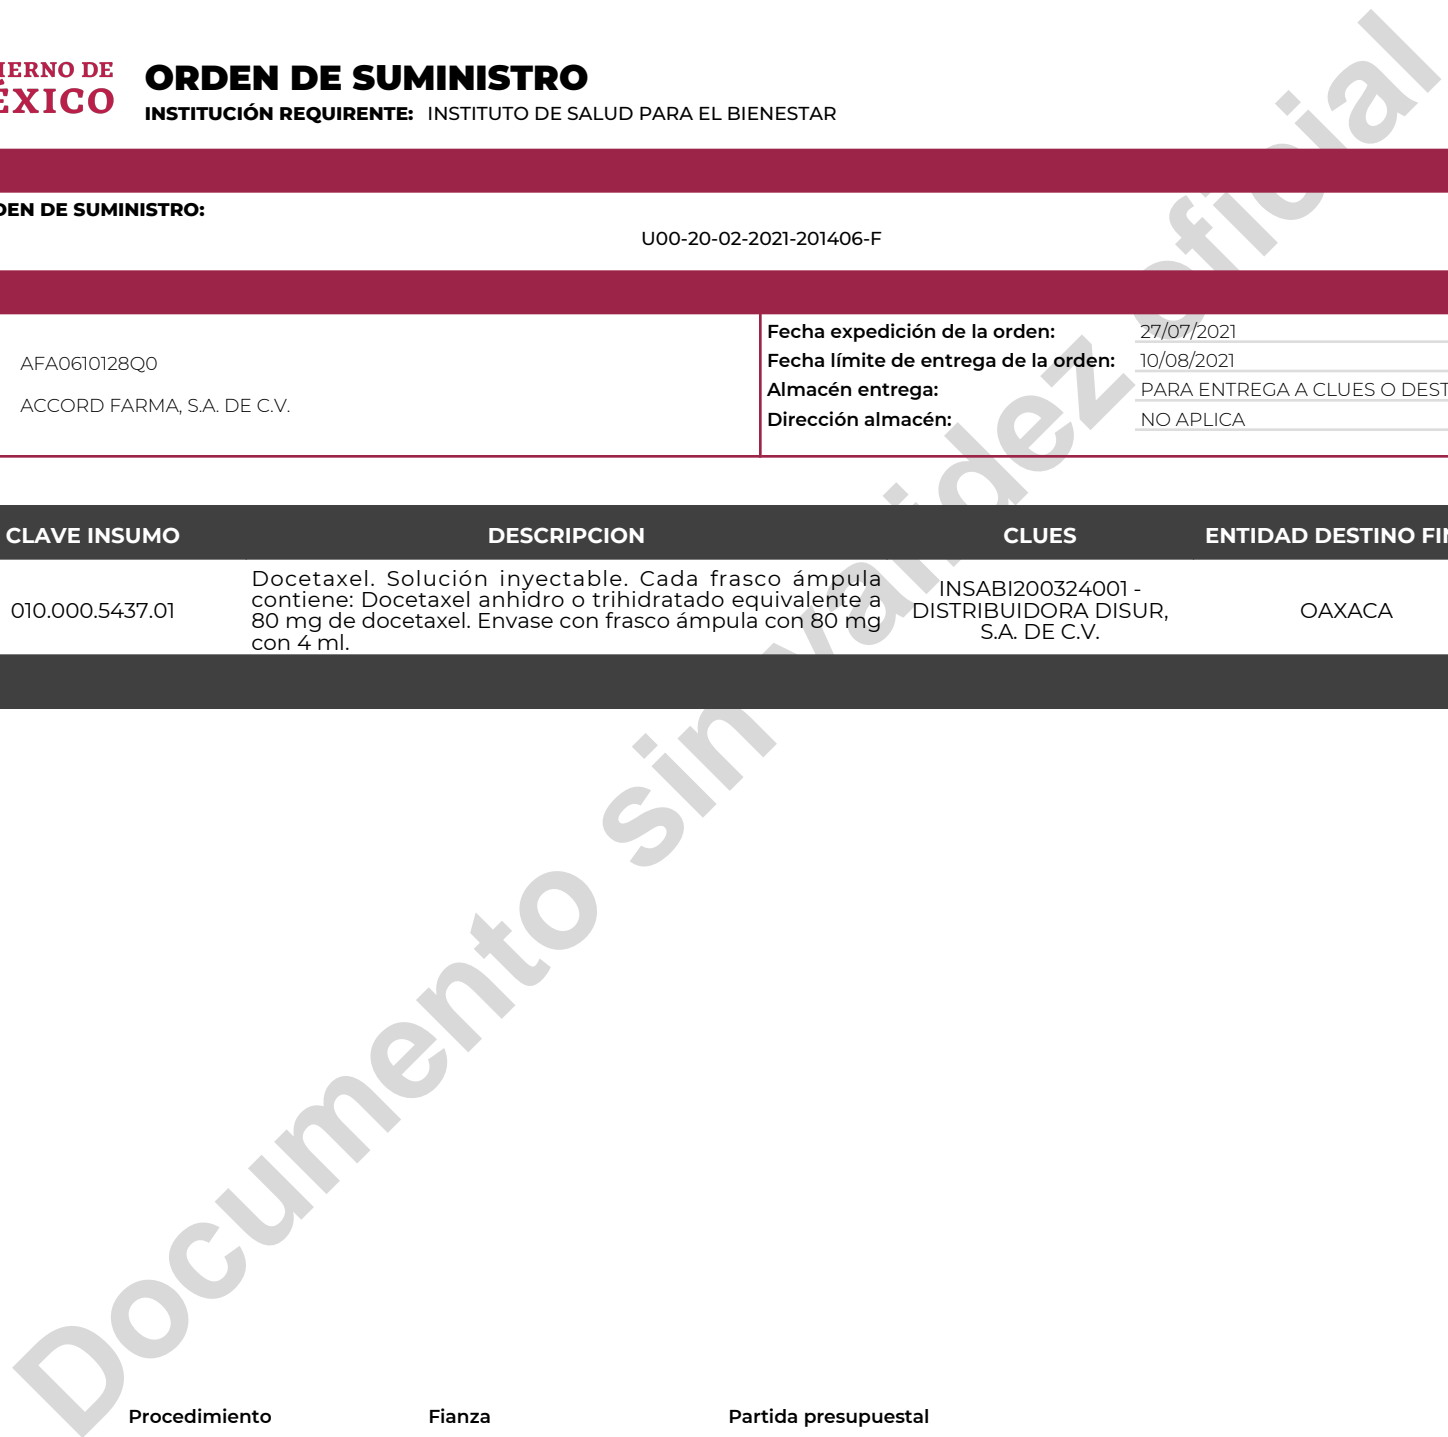 IERNO DE
ÉXICO
ORDEN DE SUMINISTRO
INSTITUCIÓN REQUIRENTE: INSTITUTO DE SALUD PARA EL BIENESTAR
DEN DE SUMINISTRO:
U00-20-02-2021-201406-F
AFA0610128Q0
ACCORD FARMA, S.A. DE C.V.
Fecha expedición de la orden: 27/07/2021
Fecha límite de entrega de la orden: 10/08/2021
Almacén entrega: PARA ENTREGA A CLUES O DEST
Dirección almacén: NO APLICA
CLAVE INSUMO DESCRIPCION CLUES ENTIDAD DESTINO FIN
010.000.5437.01
Docetaxel. Solución inyectable. Cada frasco ámpula
contiene: Docetaxel anhidro o trihidratado equivalente a
80 mg de docetaxel. Envase con frasco ámpula con 80 mg
con 4 ml.
INSABI200324001 -
DISTRIBUIDORA DISUR,
S.A. DE C.V.
OAXACA
Documento sin validez oficial
Procedimiento Fianza Partida presupuestal